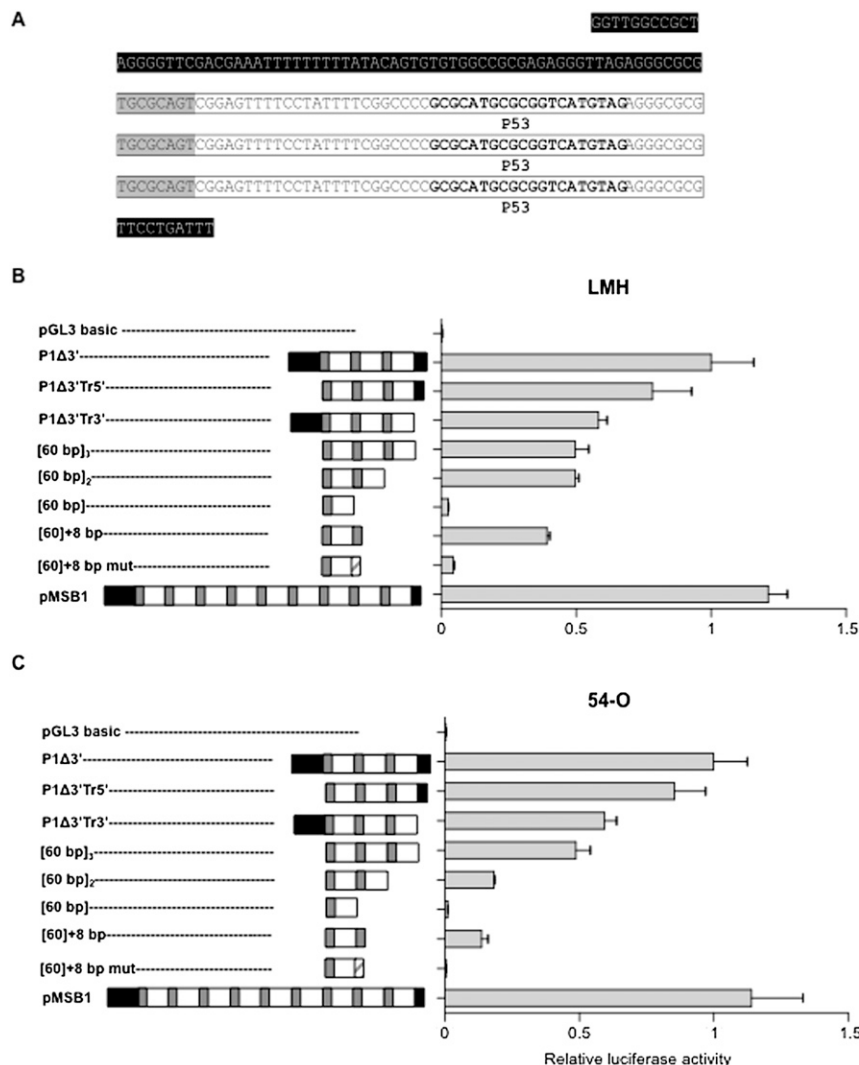 A
GGTTGGCCGCT
AGGGGTTCGACGAAATTTTTTTTTATACAGTGTGTGGCCGCGAGAGGGTTAGAGGGCGCG
TGCGCAGTCGGAGTTTTCCTATTTTCGGCCCCGCGCATGCGCGGTCATGTAGAGGGCGCG
P53
TGCGCAGTCGGAGTTTTCCTATTTTCGGCCCCGCGCATGCGCGGTCATGTAGAGGGCGCG
P53
TGCGCAGTCGGAGTTTTCCTATTTTCGGCCCCGCGCATGCGCGGTCATGTAGAGGGCGCG
P53
TTCCTGATTT
B
LMH
pGL3 basic
P1Δ3'
P1Δ3'Tr5'
P1Δ3'Tr3'
[60 bp]₃
[60 bp]₂
[60 bp]
[60]+8 bp
[60]+8 bp mut
pMSB1
0 0.5 1 1.5
C
54-O
pGL3 basic
P1Δ3'
P1Δ3'Tr5'
P1Δ3'Tr3'
[60 bp]₃
[60 bp]₂
[60 bp]
[60]+8 bp
[60]+8 bp mut
pMSB1
0 0.5 1 1.5
Relative luciferase activity